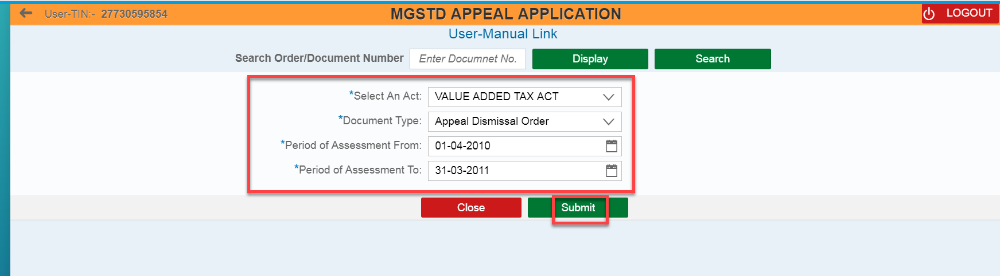 User-TIN:- 27730595854 MGSTD APPEAL APPLICATION LOGOUT
User-Manual Link
Search Order/Document Number Enter Documnet No. Display Search
*Select An Act: VALUE ADDED TAX ACT
*Document Type: Appeal Dismissal Order
*Period of Assessment From: 01-04-2010
*Period of Assessment To: 31-03-2011
Close Submit